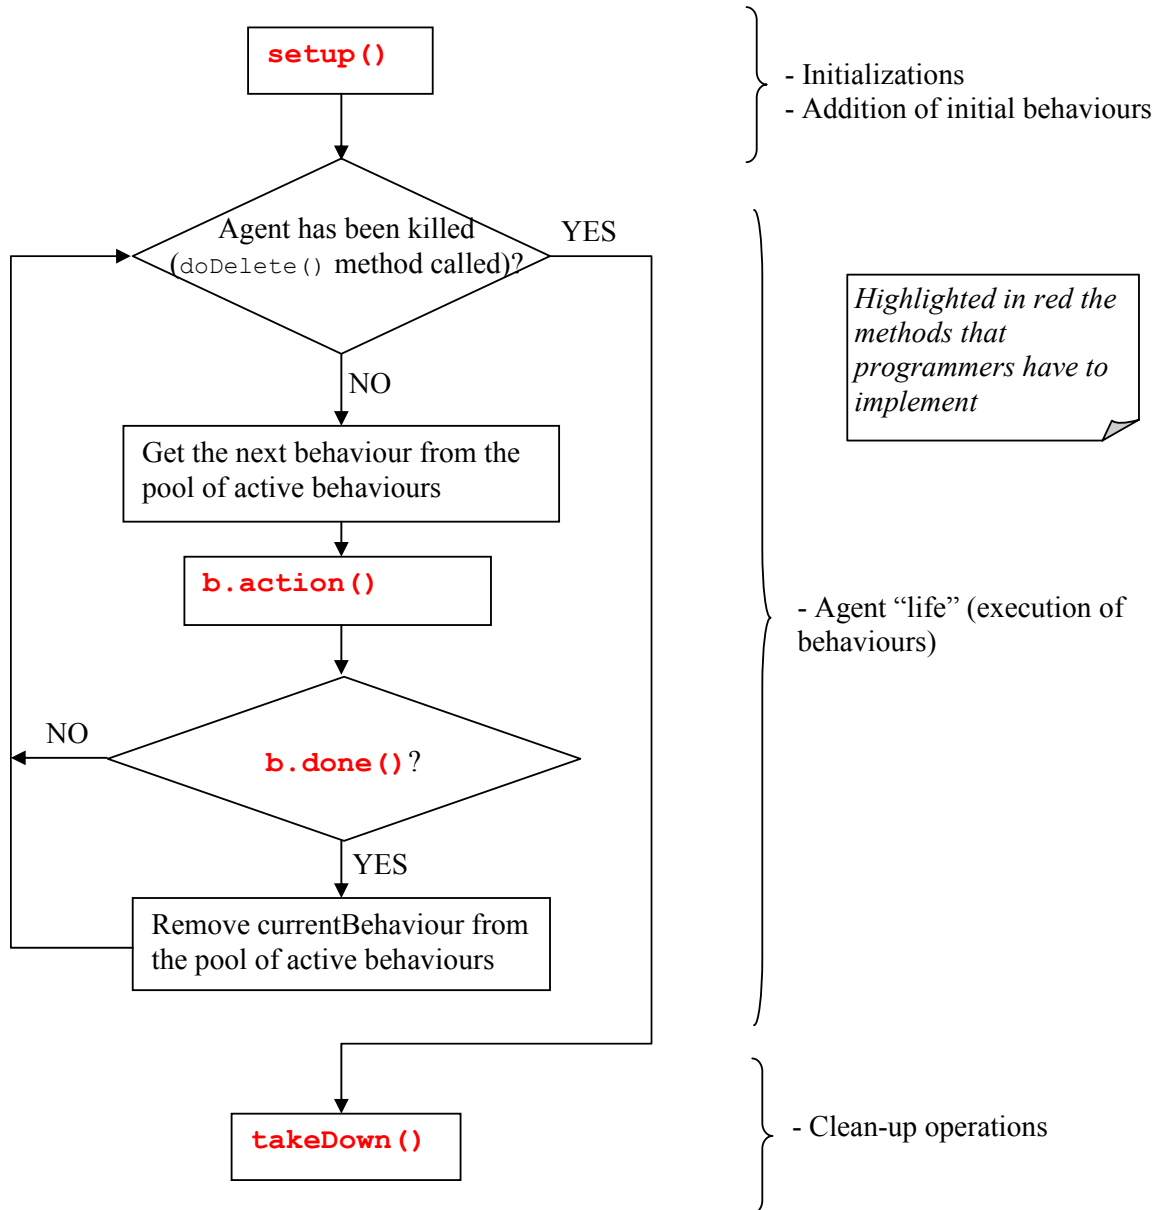 setup()
- Initializations
- Addition of initial behaviours
Agent has been killed
(doDelete() method called)?
YES
Highlighted in red the
methods that
programmers have to
implement
NO
Get the next behaviour from the
pool of active behaviours
b.action()
- Agent “life” (execution of
behaviours)
NO
b.done()?
YES
Remove currentBehaviour from
the pool of active behaviours
takeDown()
- Clean-up operations